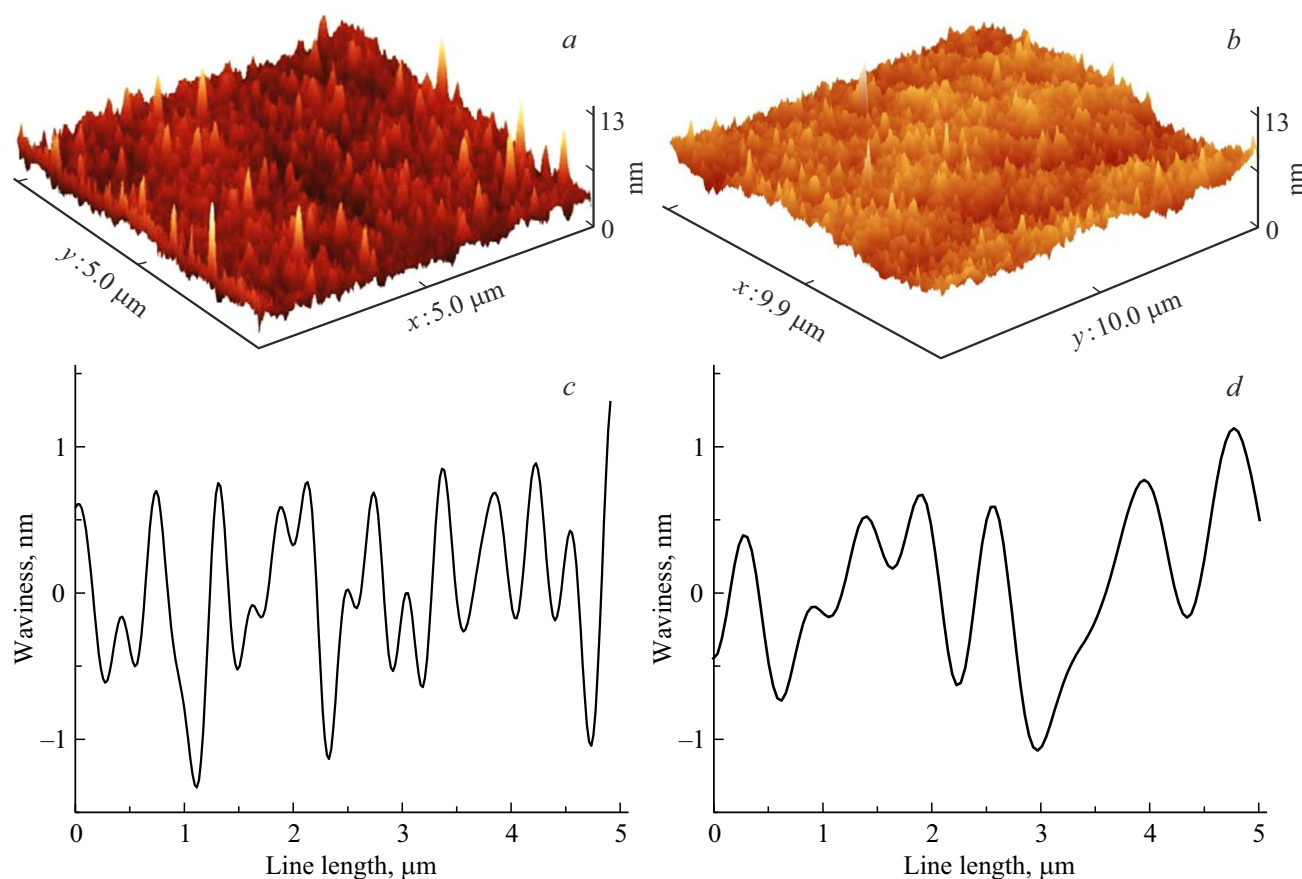 a
13
nm
0
y:5.0 μm
x:5.0 μm
b
13
nm
0
x:9.9 μm
y:10.0 μm
c
1
0
−1
Waviness, nm
0 1 2 3 4 5
Line length, μm
d
1
0
−1
Waviness, nm
0 1 2 3 4 5
Line length, μm